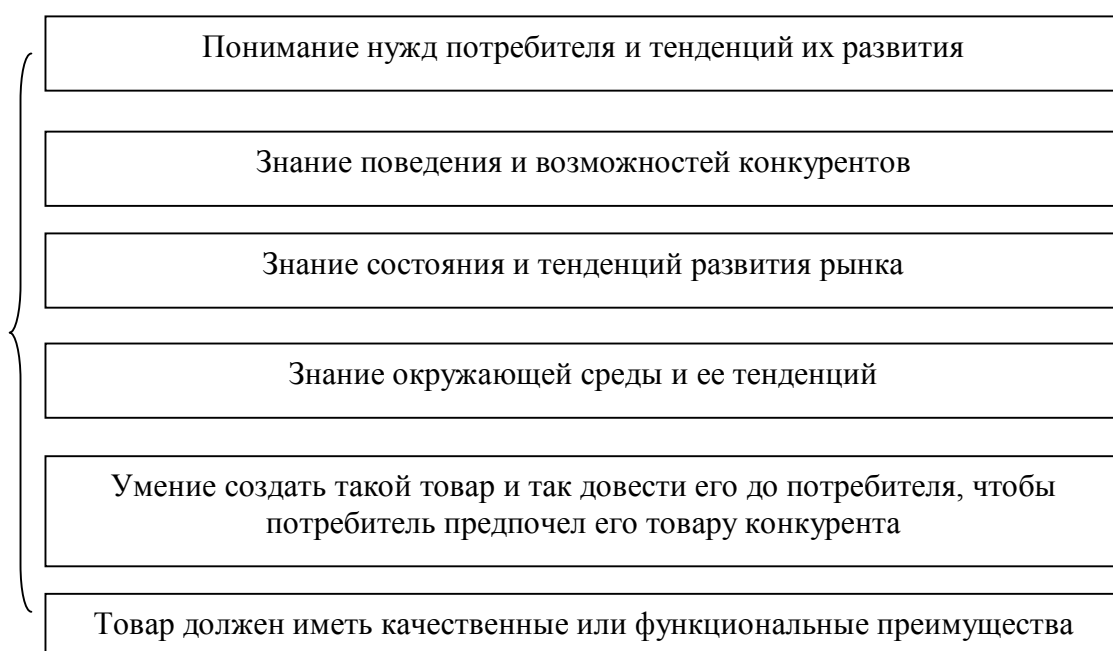 Понимание нужд потребителя и тенденций их развития
Знание поведения и возможностей конкурентов
Знание состояния и тенденций развития рынка
Знание окружающей среды и ее тенденций
Умение создать такой товар и так довести его до потребителя, чтобы
потребитель предпочел его товару конкурента
Товар должен иметь качественные или функциональные преимущества